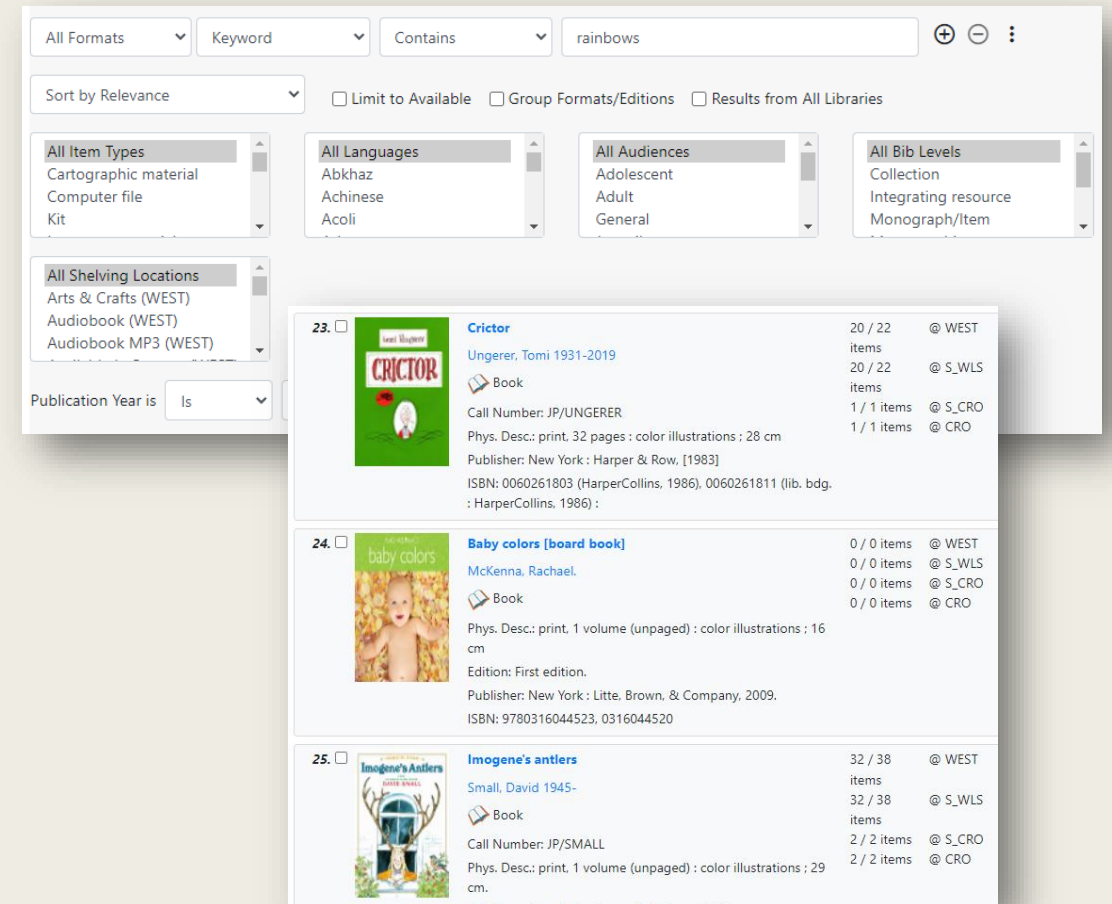 All Formats Keyword Contains rainbows
Sort by Relevance Limit to Available Group Formats/Editions Results from All Libraries
All Item Types
Cartographic material
Computer file
Kit
All Languages
Abkhaz
Achinese
Acoli
All Audiences
Adolescent
Adult
General
All Bib Levels
Collection
Integrating resource
Monograph/Item
All Shelving Locations
Arts & Crafts (WEST)
Audiobook (WEST)
Audiobook MP3 (WEST)
Publication Year is Is
23.
Tomi Ungerer
CRICTOR
Crictor
Ungerer, Tomi 1931-2019
Book
Call Number: JP/UNGERER
Phys. Desc.: print, 32 pages : color illustrations ; 28 cm
Publisher: New York : Harper & Row, [1983]
ISBN: 0060261803 (HarperCollins, 1986), 0060261811 (lib. bdg.
: HarperCollins, 1986) :
20 / 22 @ WEST
items
20 / 22 @ S_WLS
items
1 / 1 items @ S_CRO
1 / 1 items @ CRO
24.
baby colors
Baby colors [board book]
McKenna, Rachael.
Book
Phys. Desc.: print, 1 volume (unpaged) : color illustrations ; 16
cm
Edition: First edition.
Publisher: New York : Litte, Brown, & Company, 2009.
ISBN: 9780316044523, 0316044520
0 / 0 items @ WEST
0 / 0 items @ S_WLS
0 / 0 items @ S_CRO
0 / 0 items @ CRO
25.
Imogene's Antlers
DAVID SMALL
Imogene's antlers
Small, David 1945-
Book
Call Number: JP/SMALL
Phys. Desc.: print, 1 volume (unpaged) : color illustrations ; 29
cm.
32 / 38 @ WEST
items
32 / 38 @ S_WLS
items
2 / 2 items @ S_CRO
2 / 2 items @ CRO